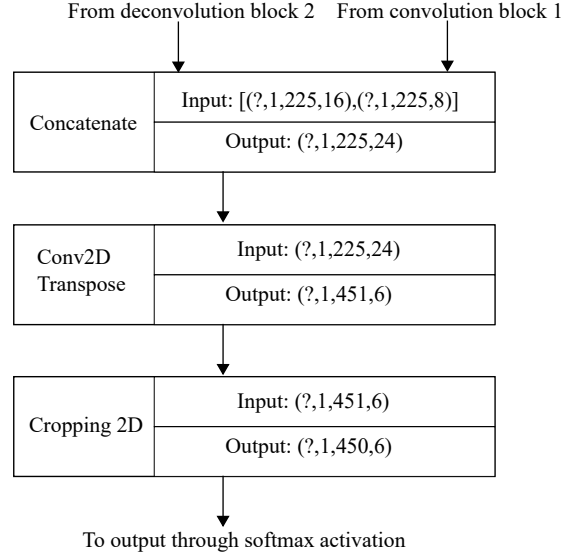 From deconvolution block 2 From convolution block 1
Concatenate
Input: [(?,1,225,16),(?,1,225,8)]
Output: (?,1,225,24)
Conv2D
Transpose
Input: (?,1,225,24)
Output: (?,1,451,6)
Cropping 2D
Input: (?,1,451,6)
Output: (?,1,450,6)
To output through softmax activation